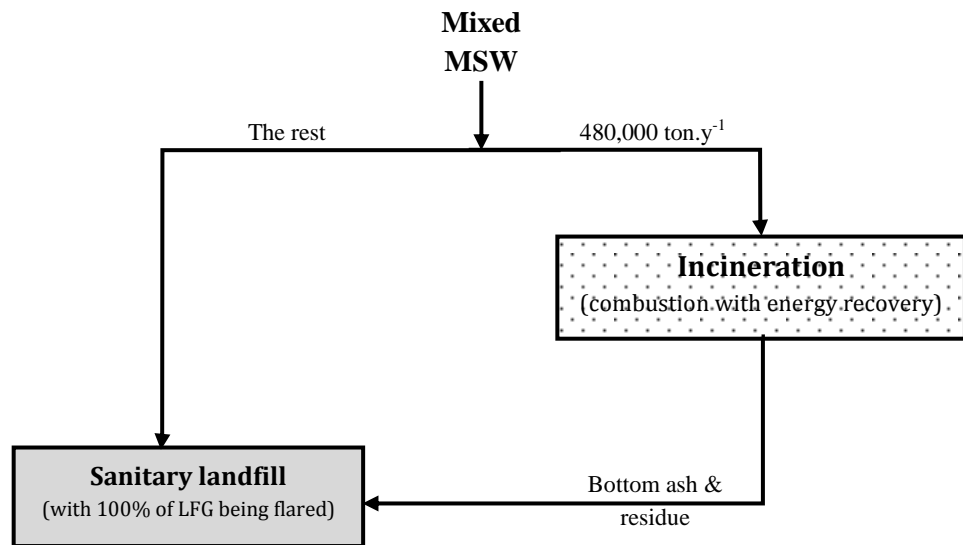 Mixed
MSW
The rest
480,000 ton.y⁻¹
Incineration
(combustion with energy recovery)
Sanitary landfill
(with 100% of LFG being flared)
Bottom ash &
residue